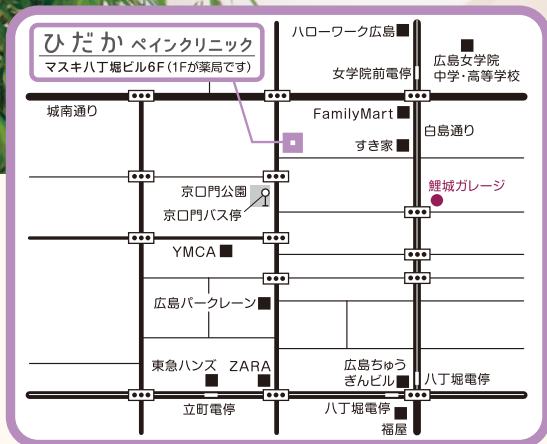 ひだか ペインクリニック
マスキ八丁堀ビル6F(1Fが薬局です)
ハローワーク広島
広島女学院
中学・高等学校
女学院前電停
城南通り
FamilyMart
白島通り
すき家
京口門公園
鯉城ガレージ
京口門バス停
YMCA
広島パークレーン
東急ハンズ
ZARA
広島ちゅう
ぎんビル
八丁堀電停
立町電停
八丁堀電停
福屋